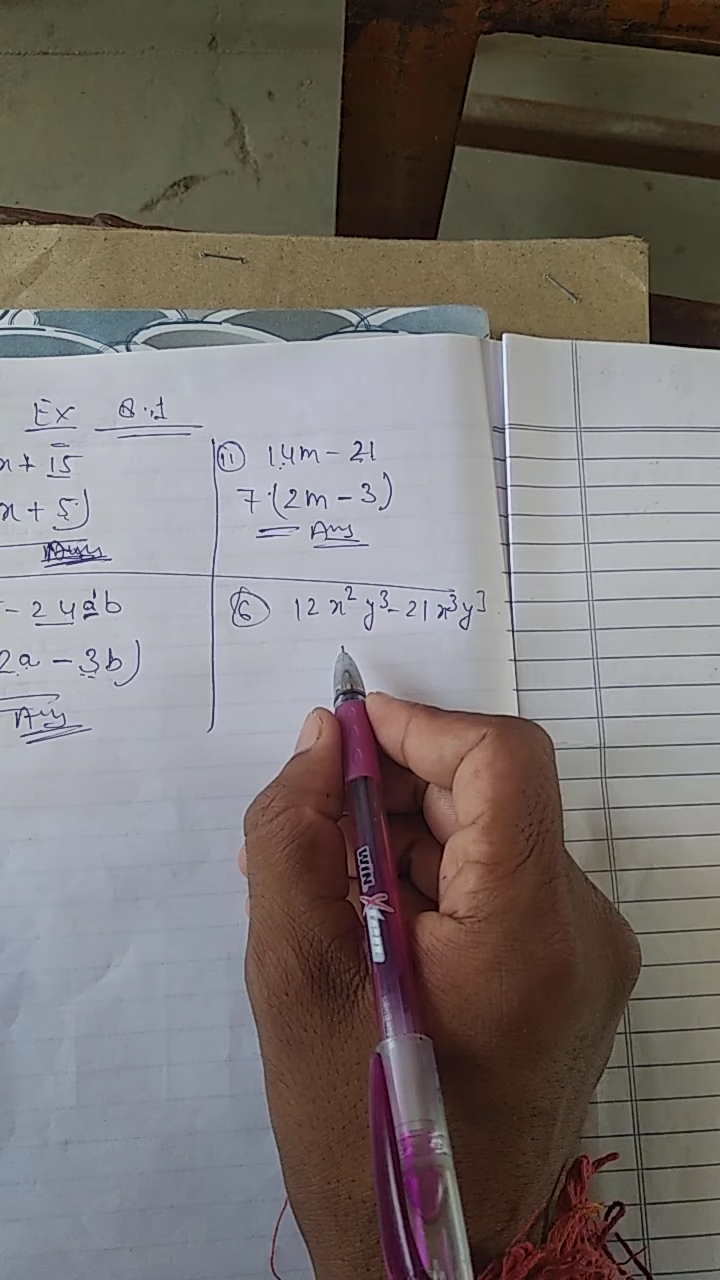 Ex 8.1
x + 15
x + 5)
Ans
- 24ab
2a - 3b)
Ans
(11) 14m - 21
7(2m - 3)
Ans
(6) 12x²y³ - 21x³y³
WIN